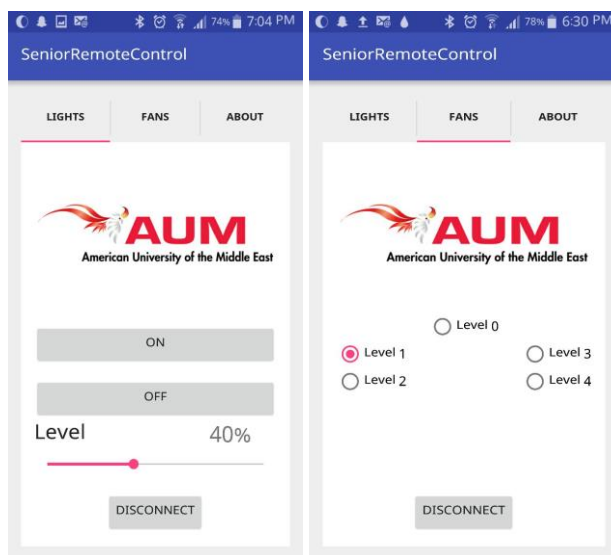 74% 7:04 PM
SeniorRemoteControl
LIGHTS FANS ABOUT
AUM
American University of the Middle East
ON
OFF
Level 40%
DISCONNECT
78% 6:30 PM
SeniorRemoteControl
LIGHTS FANS ABOUT
AUM
American University of the Middle East
Level 0
Level 1 Level 3
Level 2 Level 4
DISCONNECT